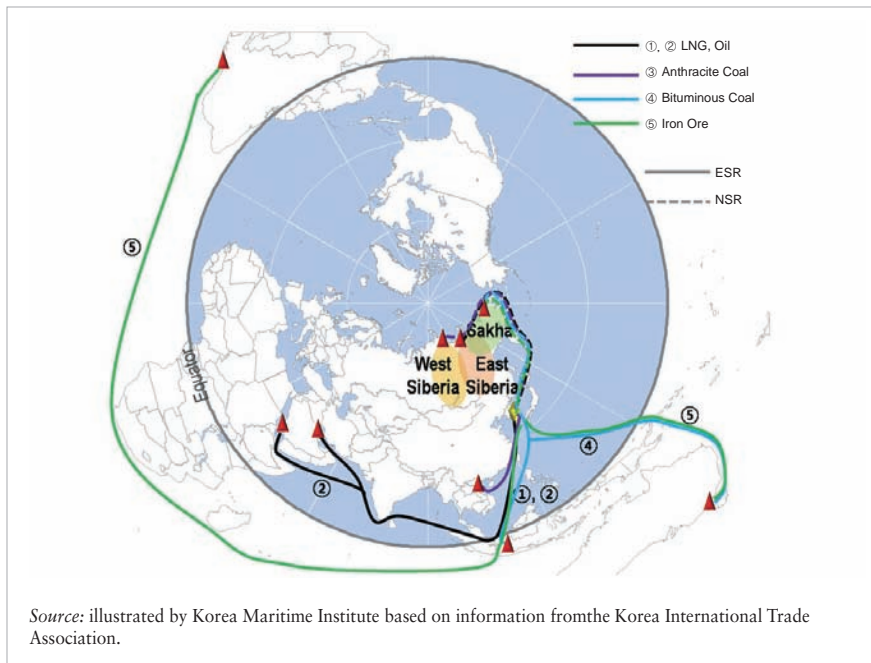 ①, ② LNG, Oil
③ Anthracite Coal
④ Bituminous Coal
⑤ Iron Ore
ESR
NSR
⑤
Sakha
West
Siberia
East
Siberia
Equator
②
①, ②
④
⑤
Source: illustrated by Korea Maritime Institute based on information fromthe Korea International Trade
Association.